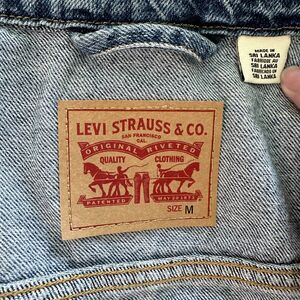 MADE IN
SRI LANKA
FABRIQUE AU
SRI LANKA
FABRICADO EN
SRI LANKA
LEVI STRAUSS & CO.
SAN FRANCISCO
CAL.
ORIGINAL RIVETED
QUALITY CLOTHING
PATENTED MAY 20 1873
SIZE M